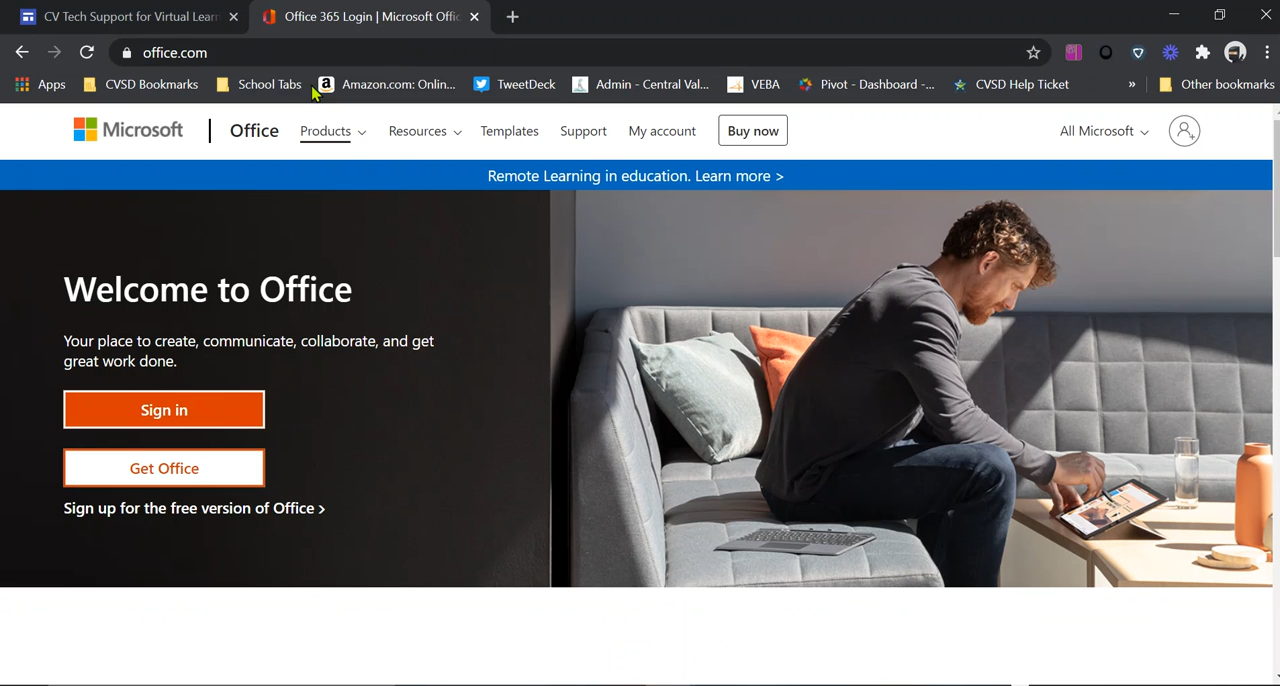 CV Tech Support for Virtual Learn
Office 365 Login | Microsoft Offic
office.com
Apps CVSD Bookmarks School Tabs Amazon.com: Onlin... TweetDeck Admin - Central Val... VEBA Pivot - Dashboard -... CVSD Help Ticket » Other bookmarks
Microsoft Office Products Resources Templates Support My account Buy now All Microsoft
Remote Learning in education. Learn more >
Welcome to Office
Your place to create, communicate, collaborate, and get
great work done.
Sign in
Get Office
Sign up for the free version of Office >